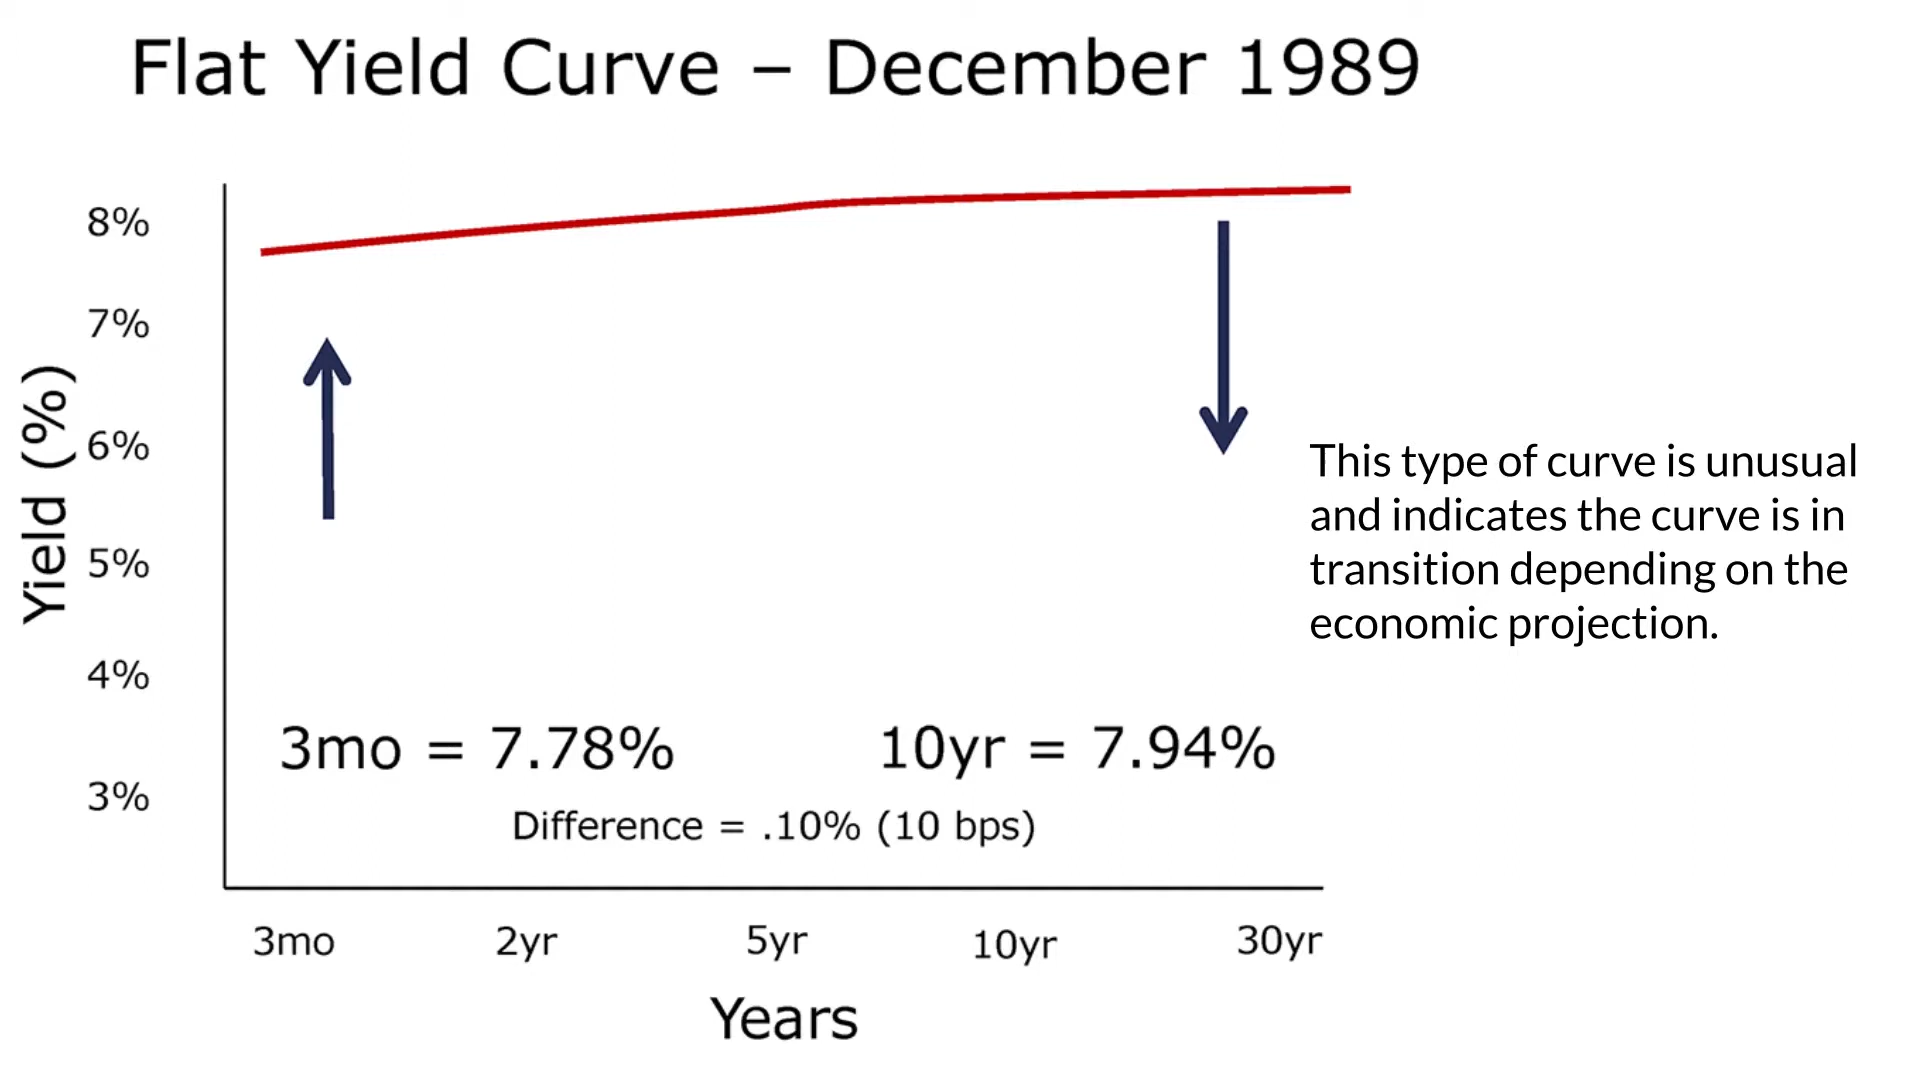 Flat Yield Curve – December 1989
8%
7%
6%
5%
4%
3%
Yield (%)
This type of curve is unusual
and indicates the curve is in
transition depending on the
economic projection.
3mo = 7.78% 10yr = 7.94%
Difference = .10% (10 bps)
3mo 2yr 5yr 10yr 30yr
Years